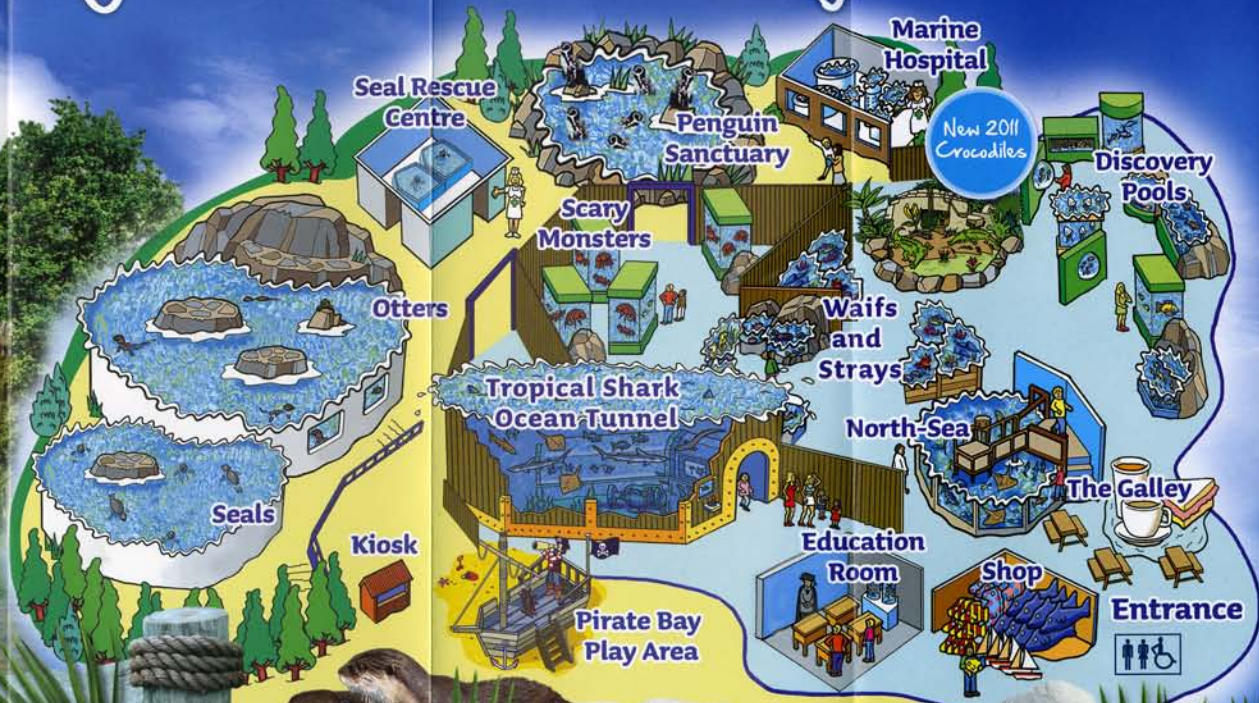 Marine
Hospital
Seal Rescue
Centre
Penguin
Sanctuary
New 2011
Crocodiles
Discovery
Pools
Scary
Monsters
Otters
Waifs
and
Strays
Tropical Shark
Ocean Tunnel
North-Sea
The Galley
Seals
Kiosk
Education
Room
Shop
Entrance
Pirate Bay
Play Area